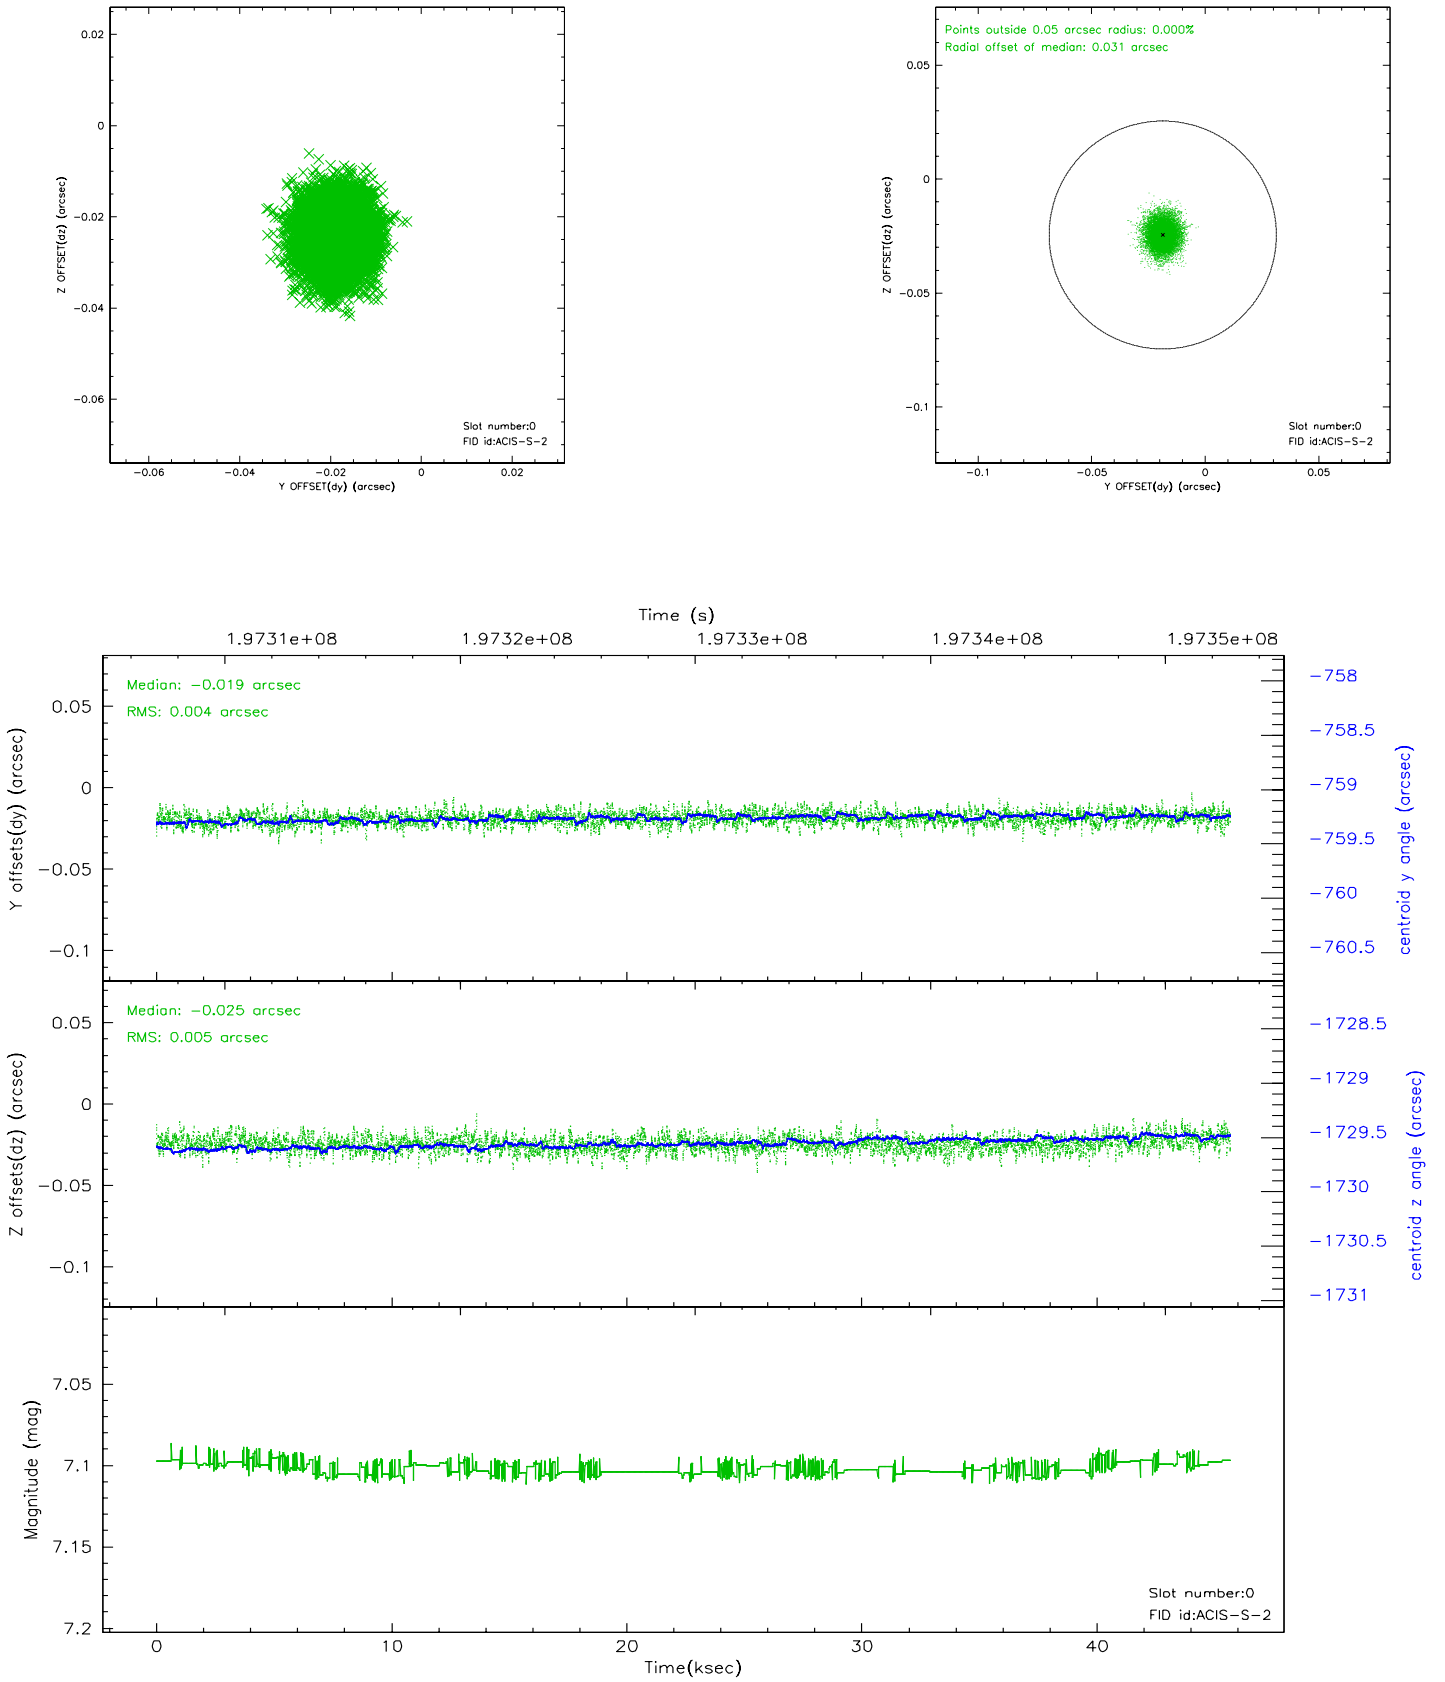 0.02
0
−0.02
−0.04
−0.06
Z OFFSET(dz) (arcsec)
Slot number:0
FID id:ACIS−S−2
−0.06 −0.04 −0.02 0 0.02
Y OFFSET(dy) (arcsec)
Points outside 0.05 arcsec radius: 0.000%
Radial offset of median: 0.031 arcsec
0.05
0
−0.05
−0.1
Z OFFSET(dz) (arcsec)
Slot number:0
FID id:ACIS−S−2
−0.1 −0.05 0 0.05
Y OFFSET(dy) (arcsec)
Time (s)
1.9731e+08 1.9732e+08 1.9733e+08 1.9734e+08 1.9735e+08
Median: −0.019 arcsec
RMS: 0.004 arcsec
0.05
0
−0.05
−0.1
Y offsets(dy) (arcsec)
−758
−758.5
−759
−759.5
−760
−760.5
centroid y angle (arcsec)
Median: −0.025 arcsec
RMS: 0.005 arcsec
0.05
0
−0.05
−0.1
Z offsets(dz) (arcsec)
−1728.5
−1729
−1729.5
−1730
−1730.5
−1731
centroid z angle (arcsec)
7.05
7.1
7.15
7.2
Magnitude (mag)
Slot number:0
FID id:ACIS−S−2
0 10 20 30 40
Time(ksec)